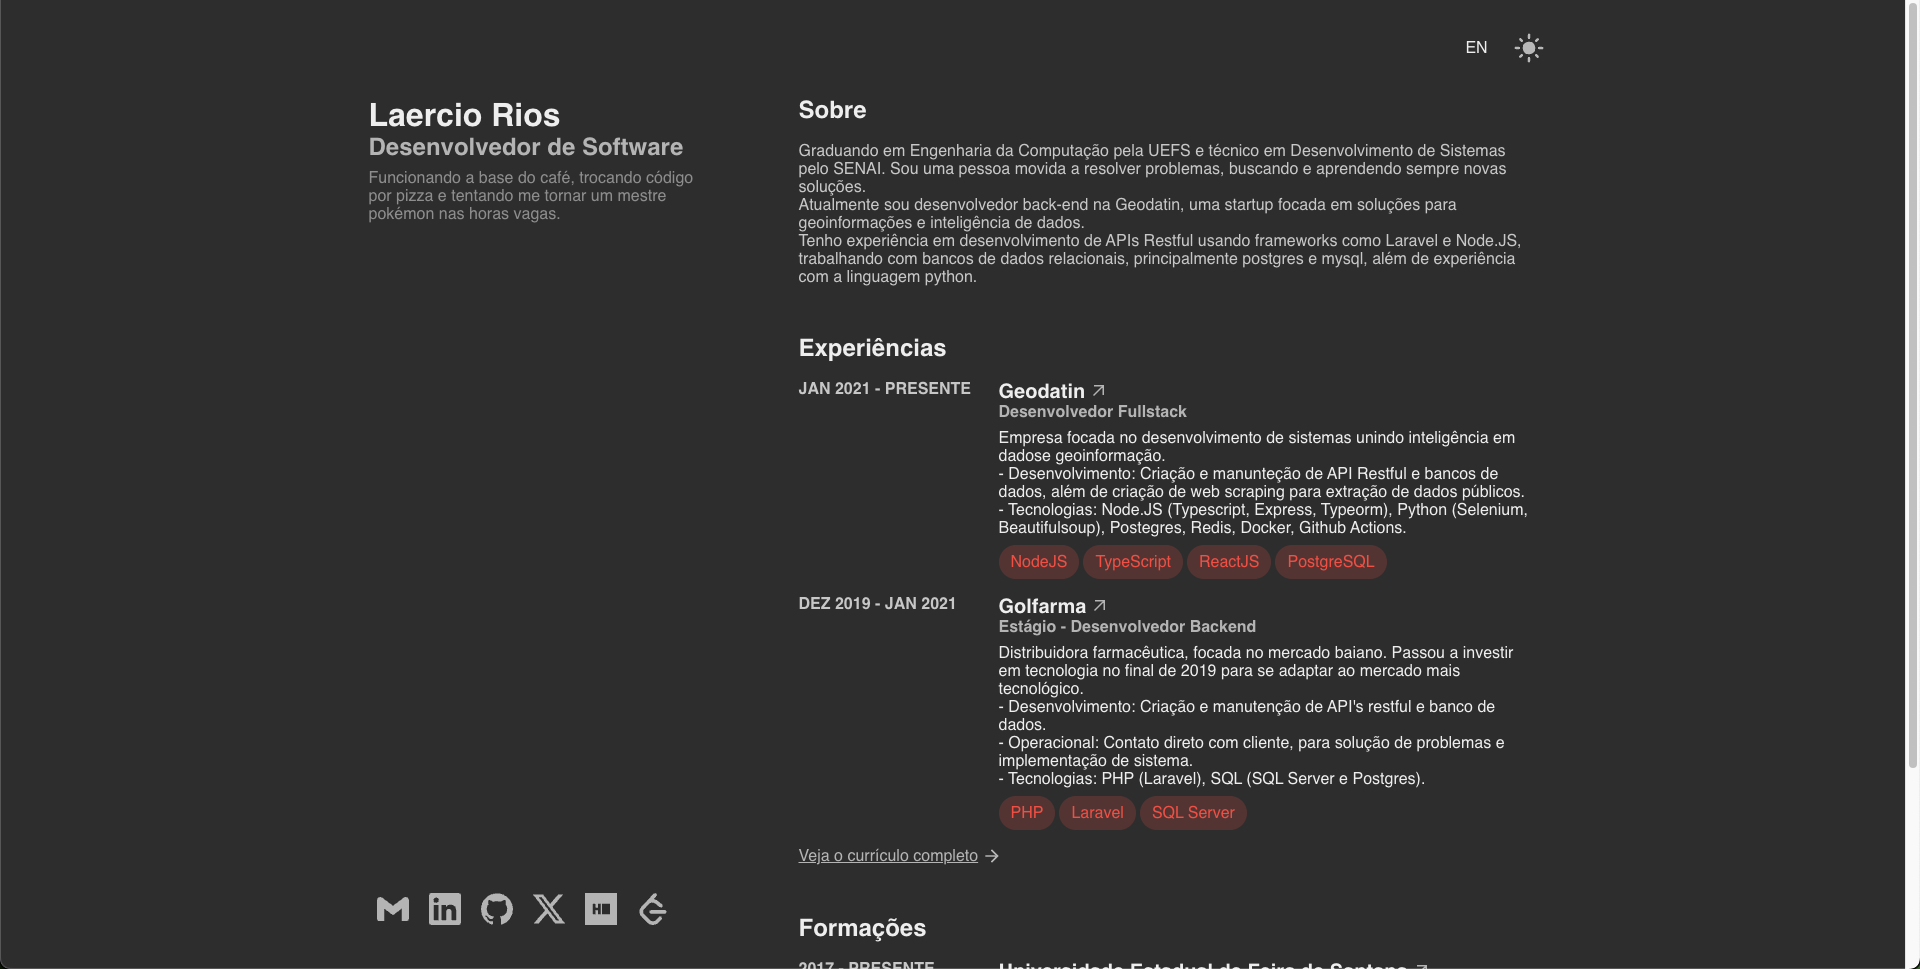 EN
Laercio Rios
Desenvolvedor de Software
Funcionando a base do café, trocando código
por pizza e tentando me tornar um mestre
pokémon nas horas vagas.
Sobre
Graduando em Engenharia da Computação pela UEFS e técnico em Desenvolvimento de Sistemas
pelo SENAI. Sou uma pessoa movida a resolver problemas, buscando e aprendendo sempre novas
soluções.
Atualmente sou desenvolvedor back-end na Geodatin, uma startup focada em soluções para
geoinformações e inteligência de dados.
Tenho experiência em desenvolvimento de APIs Restful usando frameworks como Laravel e Node.JS,
trabalhando com bancos de dados relacionais, principalmente postgres e mysql, além de experiência
com a linguagem python.
Experiências
JAN 2021 - PRESENTE
Geodatin
Desenvolvedor Fullstack
Empresa focada no desenvolvimento de sistemas unindo inteligência em
dadose geoinformação.
- Desenvolvimento: Criação e manunteção de API Restful e bancos de
dados, além de criação de web scraping para extração de dados públicos.
- Tecnologias: Node.JS (Typescript, Express, Typeorm), Python (Selenium,
Beautifulsoup), Postegres, Redis, Docker, Github Actions.
NodeJS TypeScript ReactJS PostgreSQL
DEZ 2019 - JAN 2021
Golfarma
Estágio - Desenvolvedor Backend
Distribuidora farmacêutica, focada no mercado baiano. Passou a investir
em tecnologia no final de 2019 para se adaptar ao mercado mais
tecnológico.
- Desenvolvimento: Criação e manutenção de API's restful e banco de
dados.
- Operacional: Contato direto com cliente, para solução de problemas e
implementação de sistema.
- Tecnologias: PHP (Laravel), SQL (SQL Server e Postgres).
PHP Laravel SQL Server
Veja o currículo completo
Formações
2017 - PRESENTE
Universidade Estadual de Feira de Santana